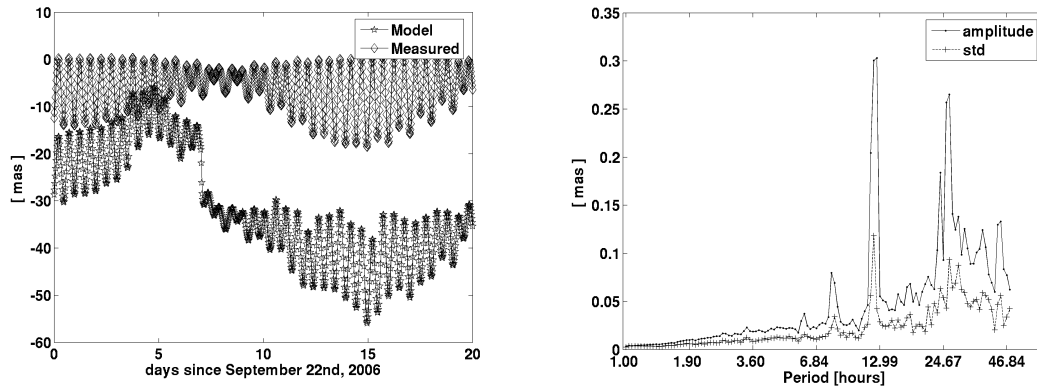 10
0
-10
-20
-30
-40
-50
-60
[ mas ]
0 5 10 15 20
days since September 22nd, 2006
Model
Measured
0.35
0.3
0.25
0.2
0.15
0.1
0.05
0
[ mas ]
1.00 1.90 3.60 6.84 12.99 24.67 46.84
Period [hours]
amplitude
std